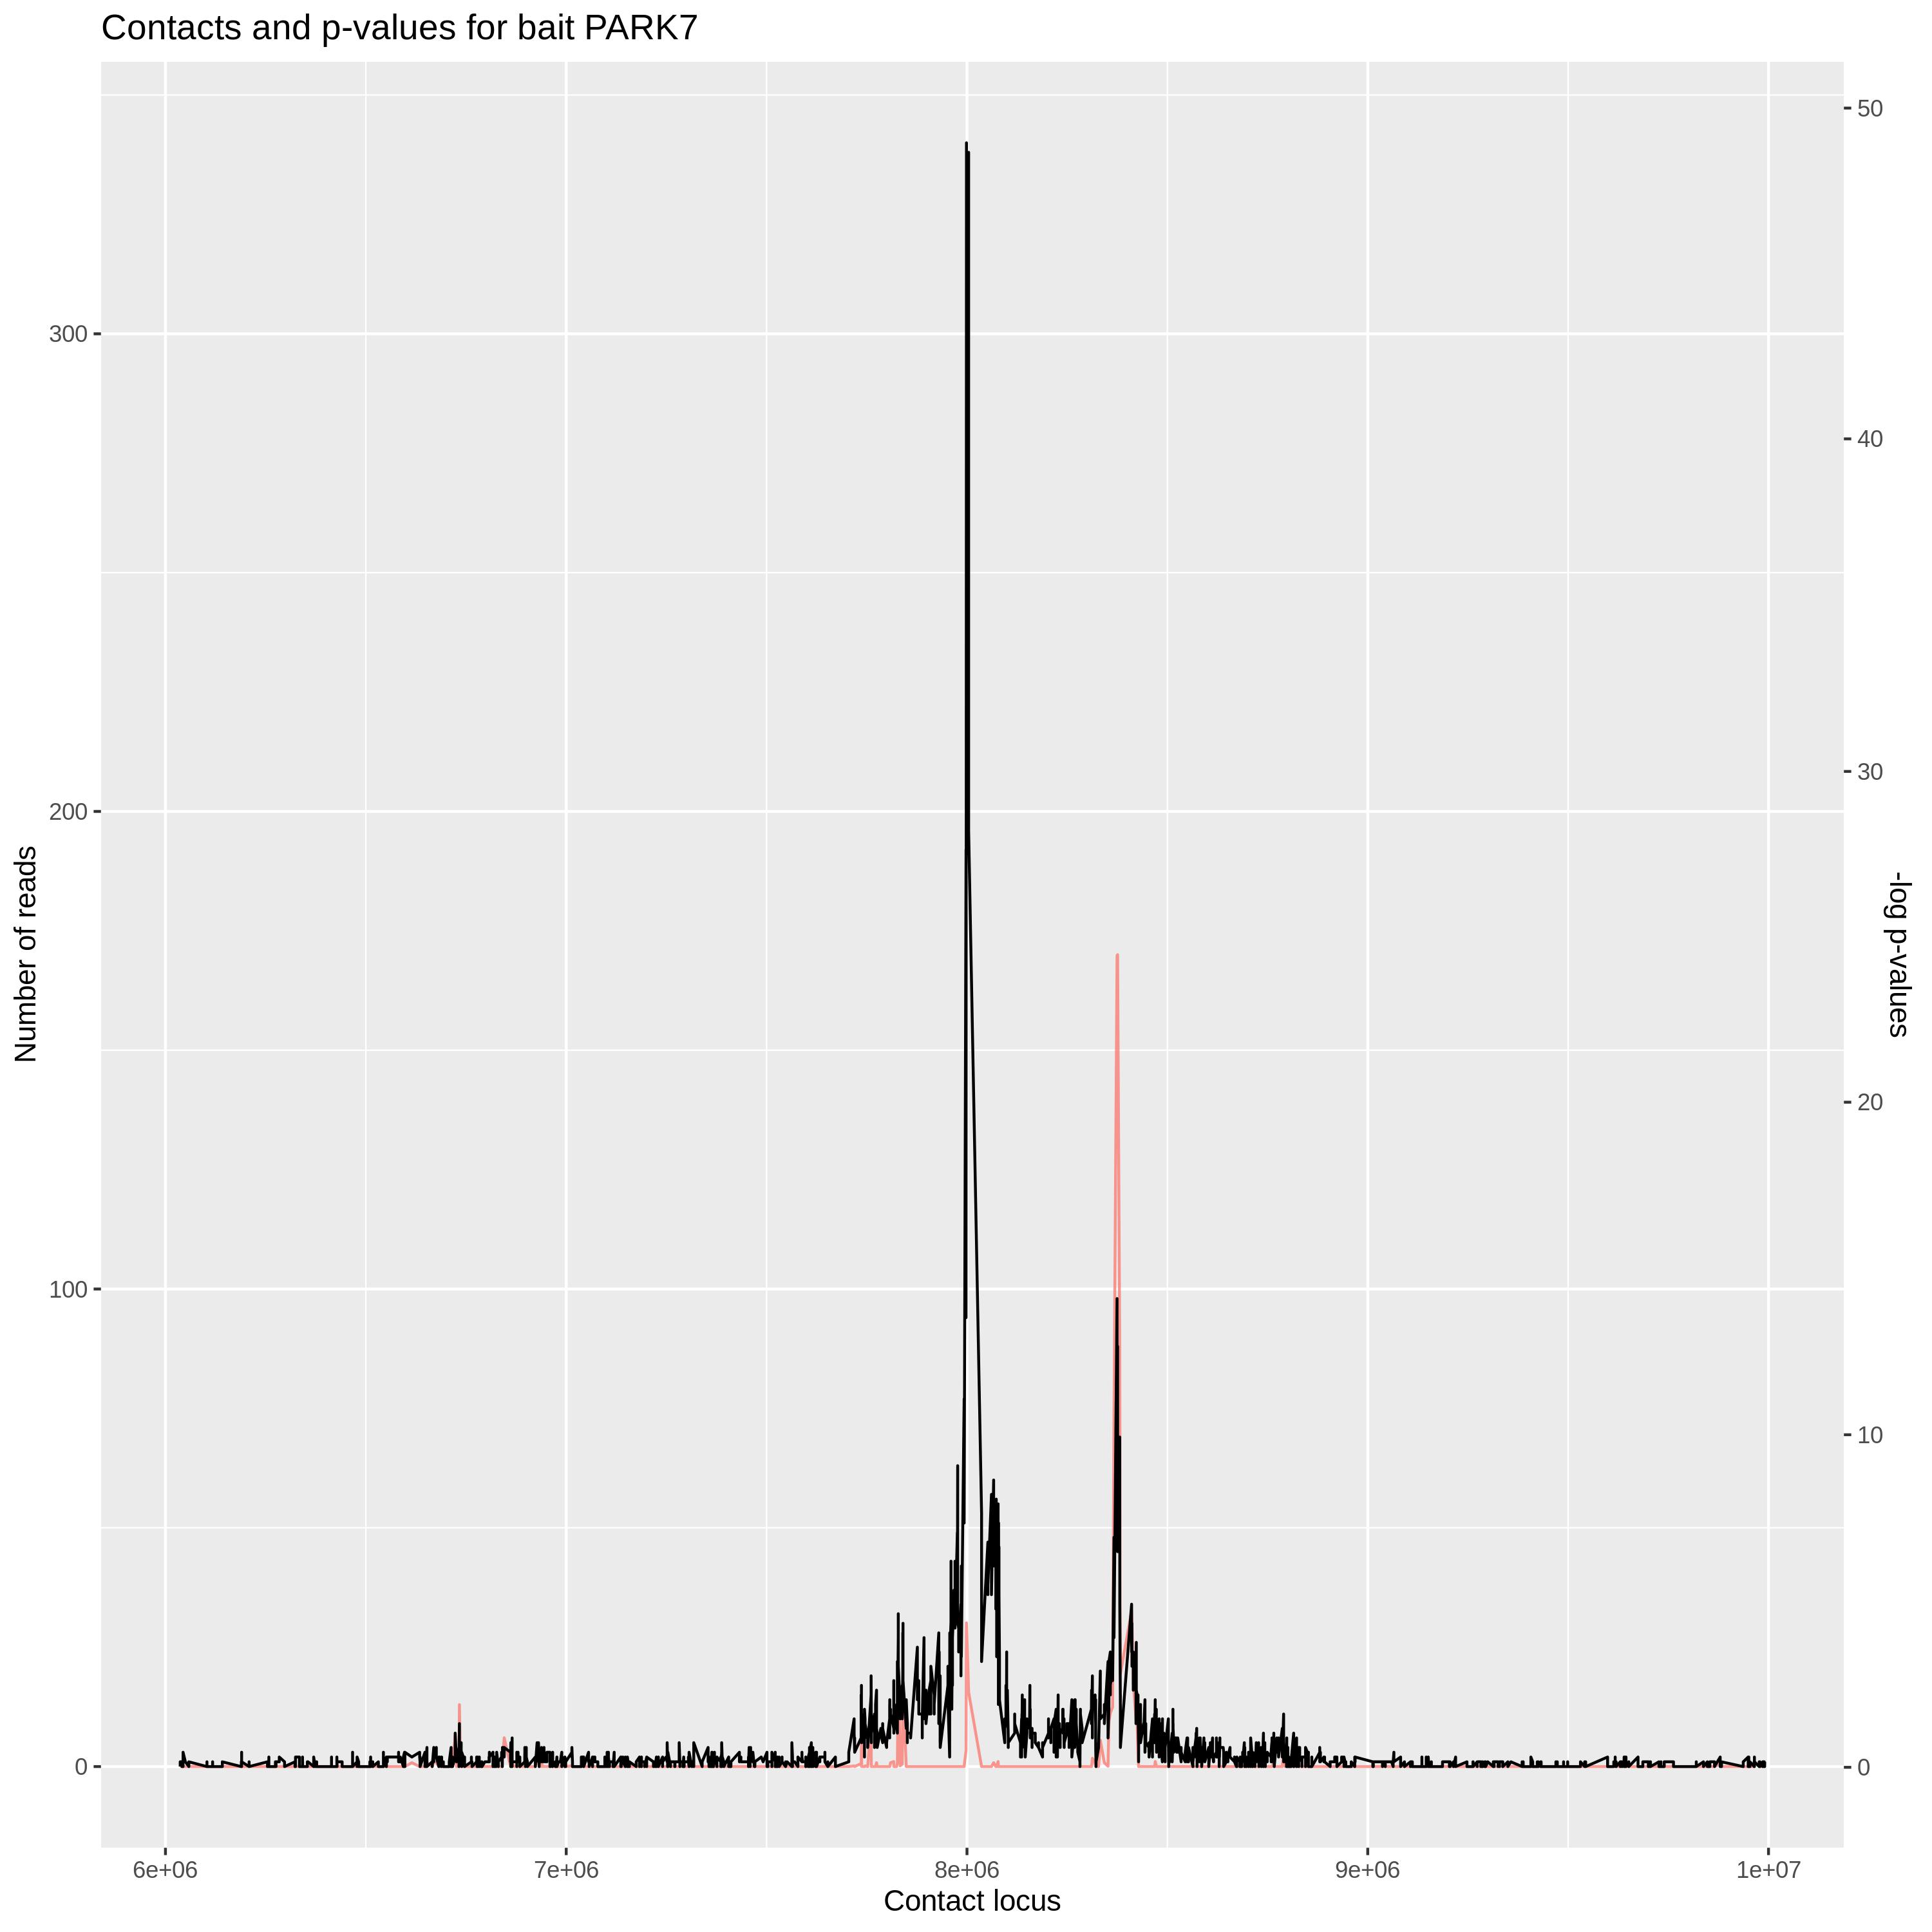 Contacts and p-values for bait PARK7
Number of reads
300
200
100
0
50
40
30
20
10
0
-log p-values
6e+06
7e+06
8e+06
9e+06
1e+07
Contact locus